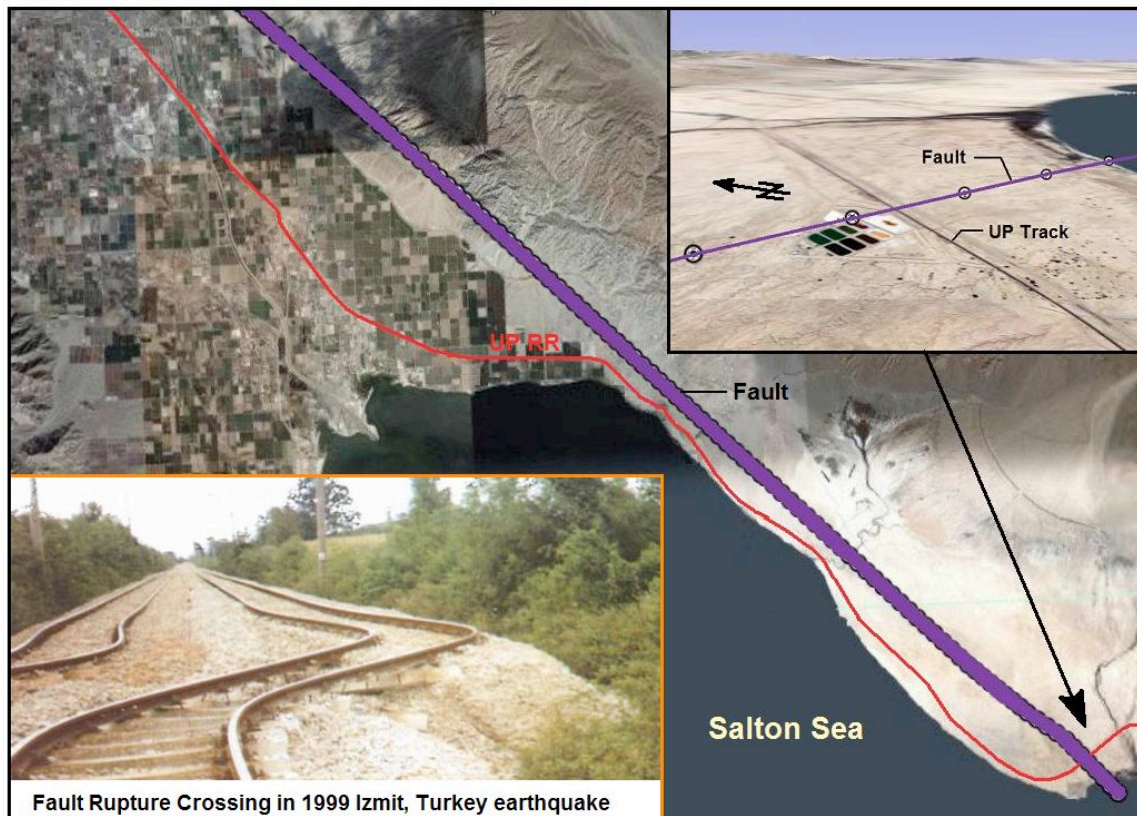 Fault
N
UP Track
UP RR
Fault
Salton Sea
Fault Rupture Crossing in 1999 Izmit, Turkey earthquake